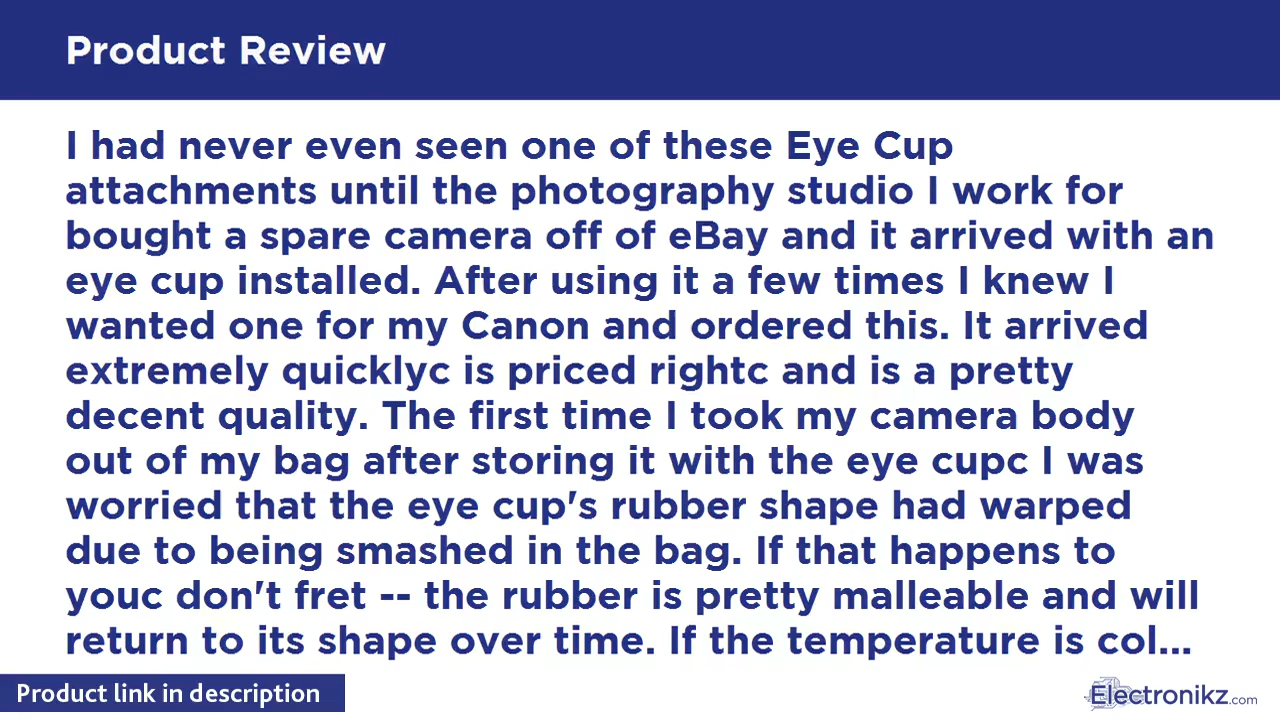 Product Review
I had never even seen one of these Eye Cup
attachments until the photography studio I work for
bought a spare camera off of eBay and it arrived with an
eye cup installed. After using it a few times I knew I
wanted one for my Canon and ordered this. It arrived
extremely quicklyc is priced rightc and is a pretty
decent quality. The first time I took my camera body
out of my bag after storing it with the eye cupc I was
worried that the eye cup's rubber shape had warped
due to being smashed in the bag. If that happens to
youc don't fret -- the rubber is pretty malleable and will
return to its shape over time. If the temperature is col...
Product link in description
Electronikz.com